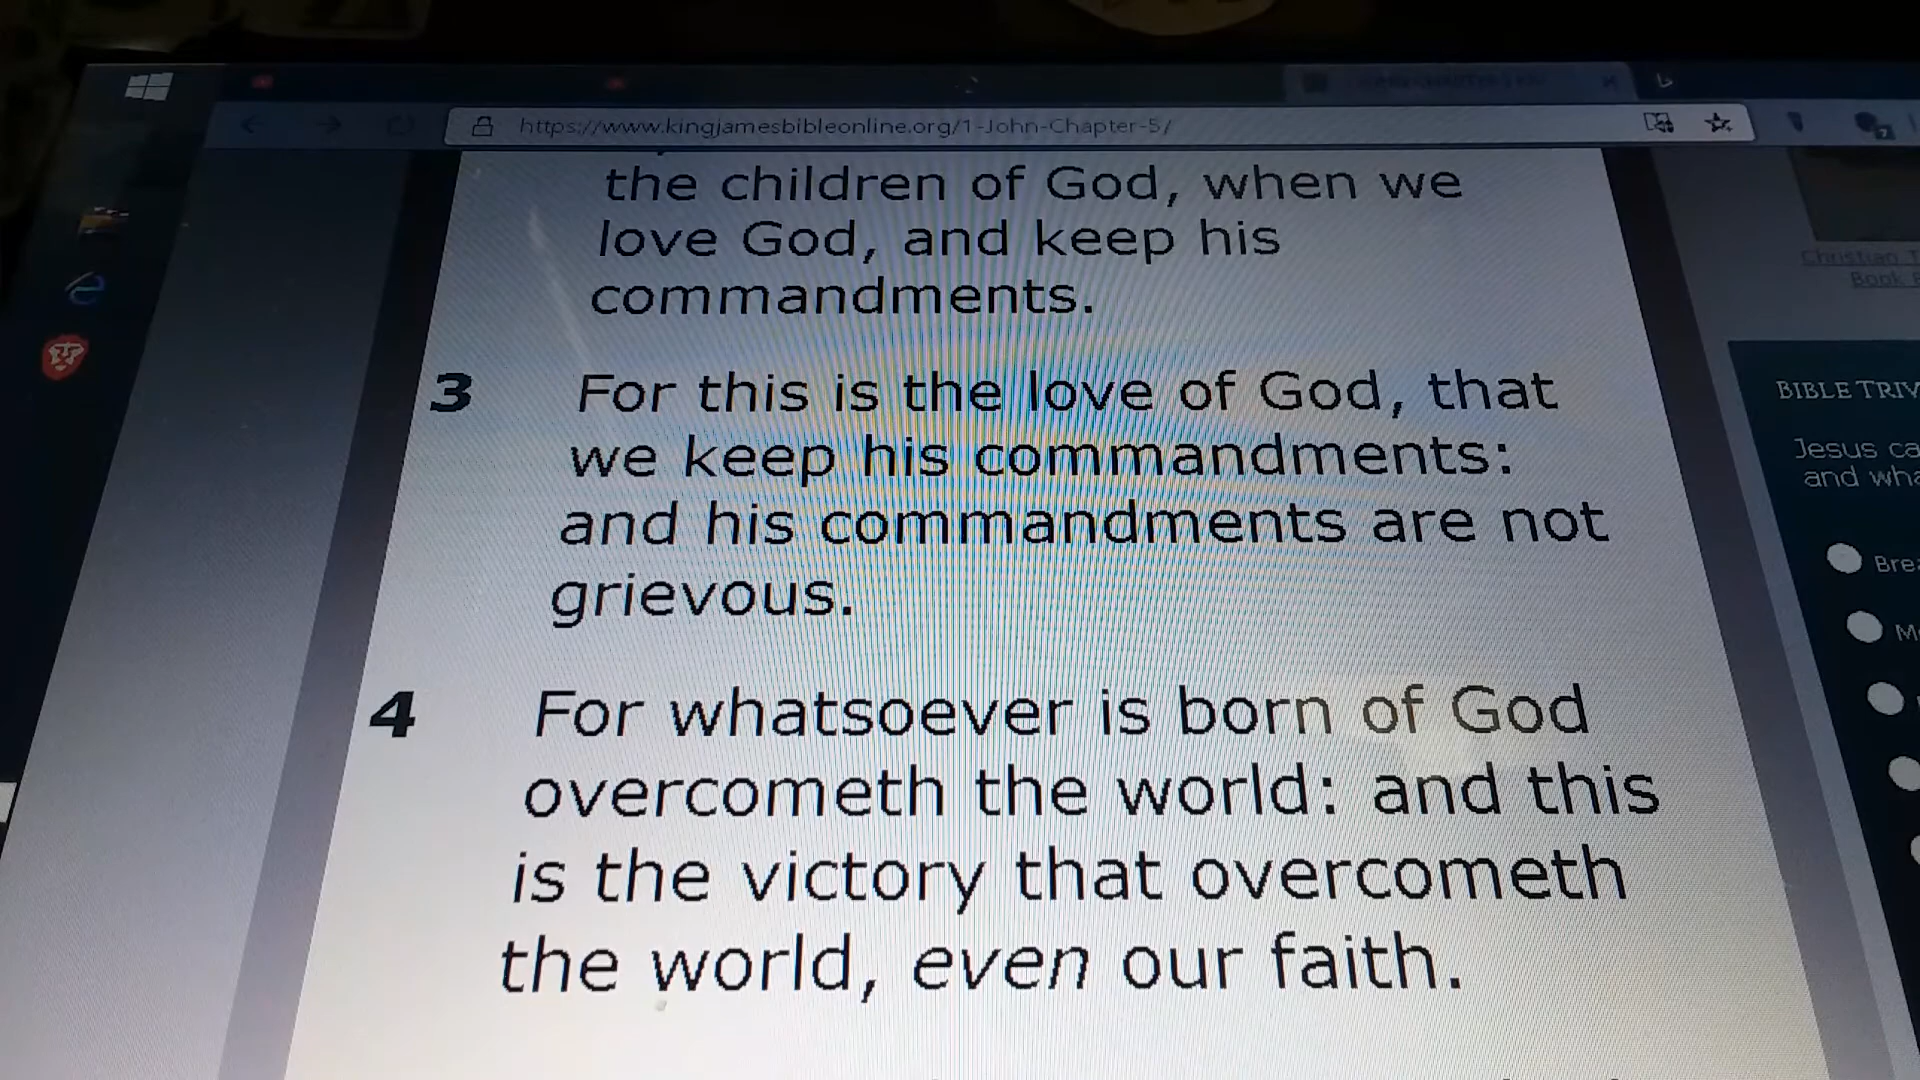 https://www.kingjamesbibleonline.org/1-John-Chapter-5/
the children of God, when we
love God, and keep his
commandments.
3 For this is the love of God, that
we keep his commandments:
and his commandments are not
grievous.
4 For whatsoever is born of God
overcometh the world: and this
is the victory that overcometh
the world, even our faith.
Christian
Book
BIBLE
Jesus
and
7